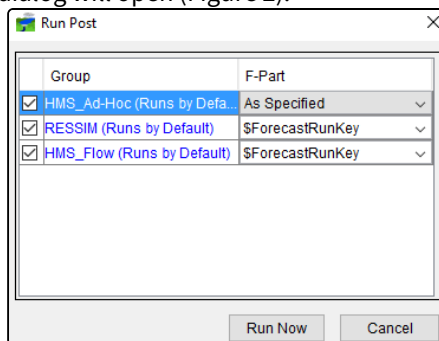 dialog will open (Figure 2).
Run Post
Group F-Part
HMS_Ad-Hoc (Runs by Defa... As Specified
RESSIM (Runs by Default) $ForecastRunKey
HMS_Flow (Runs by Default) $ForecastRunKey
Run Now Cancel